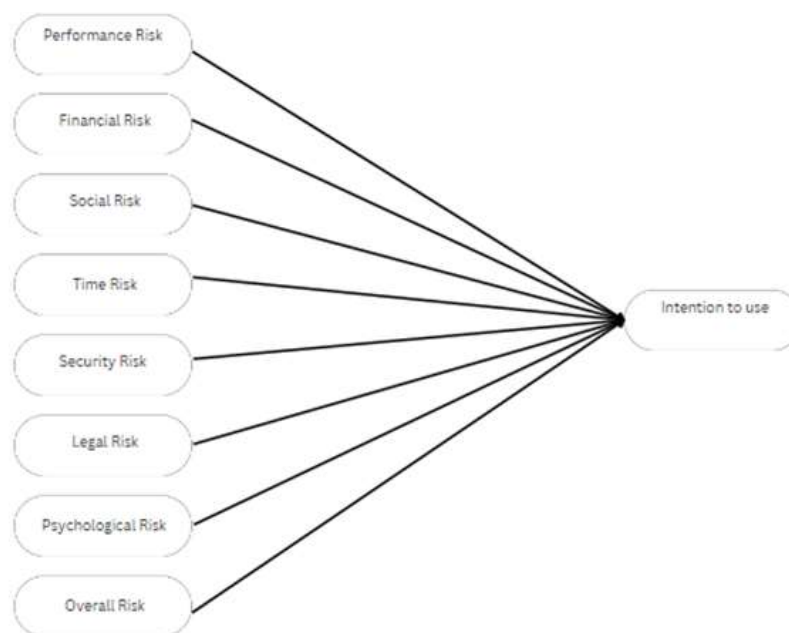 Performance Risk
Financial Risk
Social Risk
Time Risk
Intention to use
Security Risk
Legal Risk
Psychological Risk
Overall Risk